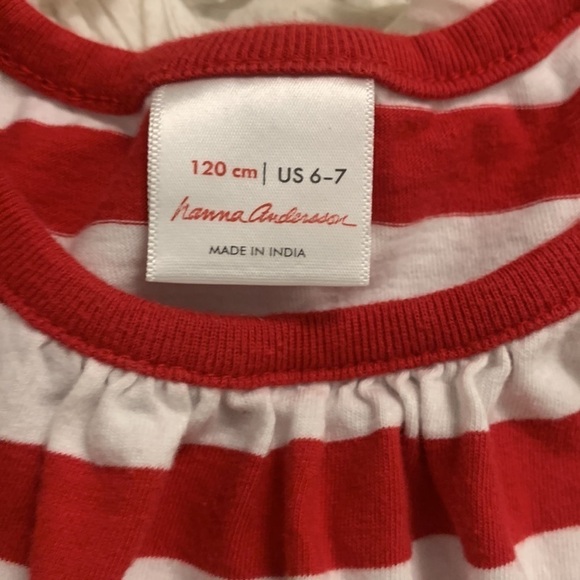 120 cm | US 6–7
hanna andersson
MADE IN INDIA